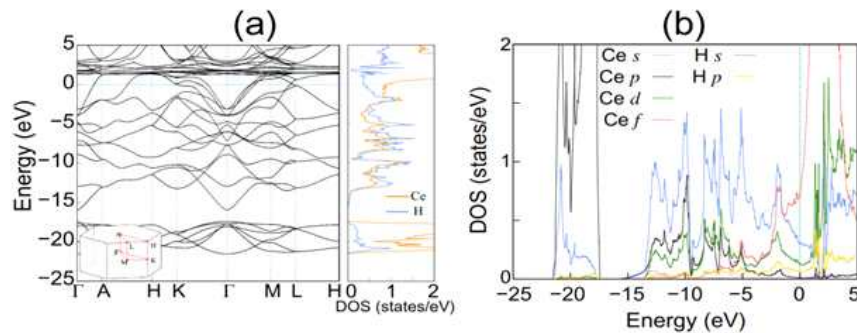 (a)
(b)
5
0
−5
−10
−15
−20
−25
Energy (eV)
Γ A H K Γ M L H
Ce
H
0 1 2
DOS (states/eV)
2
1
0
DOS (states/eV)
Ce s H s
Ce p H p
Ce d
Ce f
−25 −20 −15 −10 −5 0 5
Energy (eV)